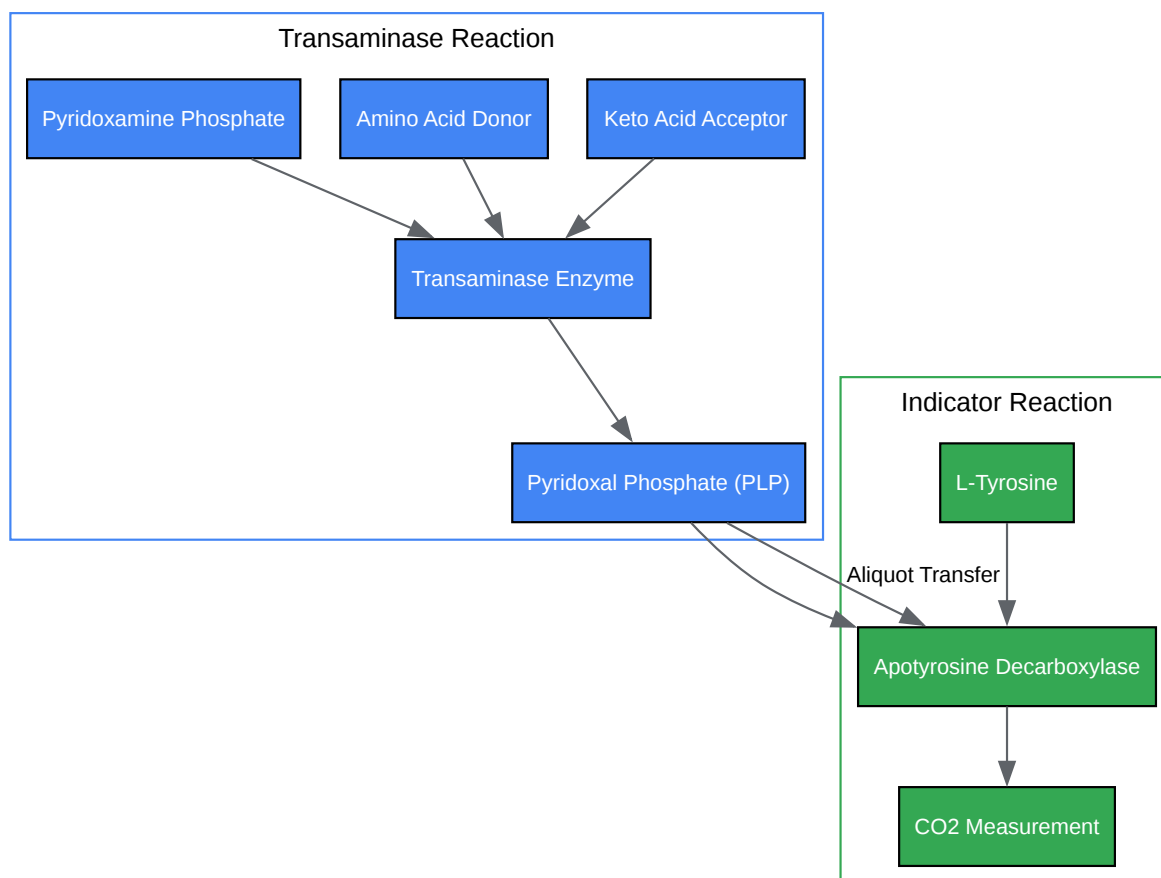 Transaminase Reaction
Pyridoxamine Phosphate
Amino Acid Donor
Keto Acid Acceptor
Transaminase Enzyme
Pyridoxal Phosphate (PLP)
Indicator Reaction
L-Tyrosine
Aliquot Transfer
Apotyrosine Decarboxylase
CO2 Measurement